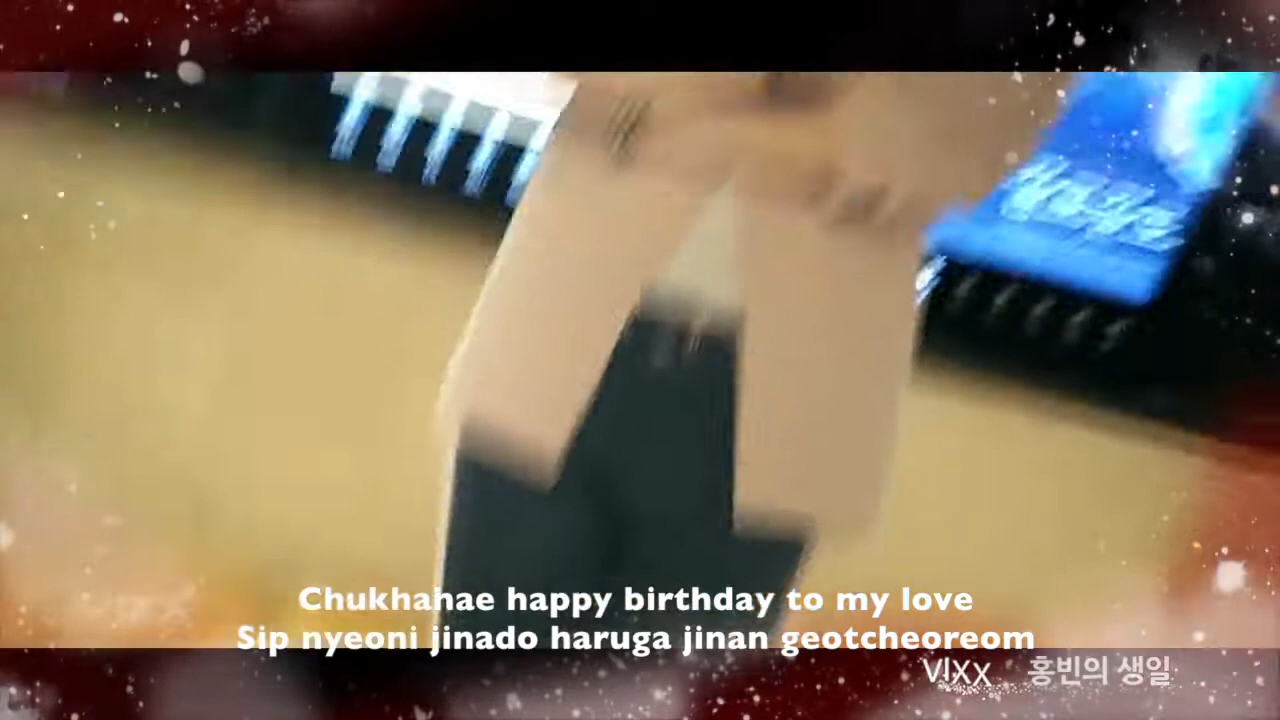 Chukhahae happy birthday to my love
Sip nyeoni jinado haruga jinan geotcheoreom
VIXX 홍빈의 생일